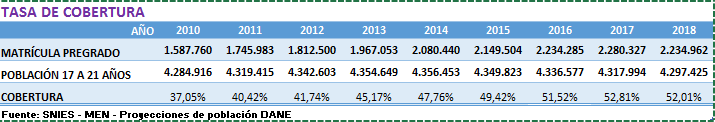 TASA DE COBERTURA
AÑO 2010 2011 2012 2013 2014 2015 2016 2017 2018
MATRÍCULA PREGRADO 1.587.760 1.745.983 1.812.500 1.967.053 2.080.440 2.149.504 2.234.285 2.280.327 2.234.962
POBLACIÓN 17 A 21 AÑOS 4.284.916 4.319.415 4.342.603 4.354.649 4.356.453 4.349.823 4.336.577 4.317.994 4.297.425
COBERTURA 37,05% 40,42% 41,74% 45,17% 47,76% 49,42% 51,52% 52,81% 52,01%
Fuente: SNIES - MEN - Proyecciones de población DANE